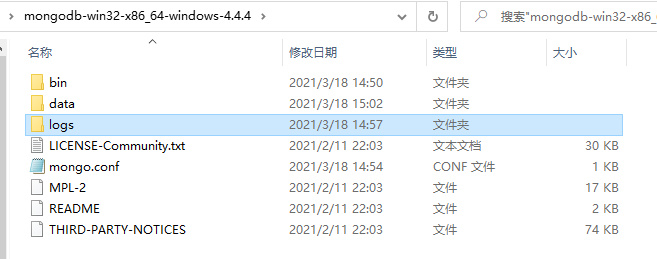 mongodb-win32-x86_64-windows-4.4.4
搜索"mongodb-win32-x86_
名称 修改日期 类型 大小
bin 2021/3/18 14:50 文件夹
data 2021/3/18 15:02 文件夹
logs 2021/3/18 14:57 文件夹
LICENSE-Community.txt 2021/2/11 22:03 文本文档 30 KB
mongo.conf 2021/3/18 14:54 CONF 文件 1 KB
MPL-2 2021/2/11 22:03 文件 17 KB
README 2021/2/11 22:03 文件 2 KB
THIRD-PARTY-NOTICES 2021/2/11 22:03 文件 74 KB